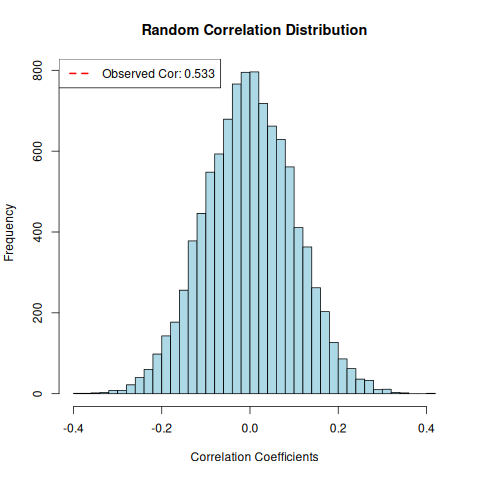 Random Correlation Distribution
Observed Cor: 0.533
Frequency
800
600
400
200
0
-0.4
-0.2
0.0
0.2
0.4
Correlation Coefficients